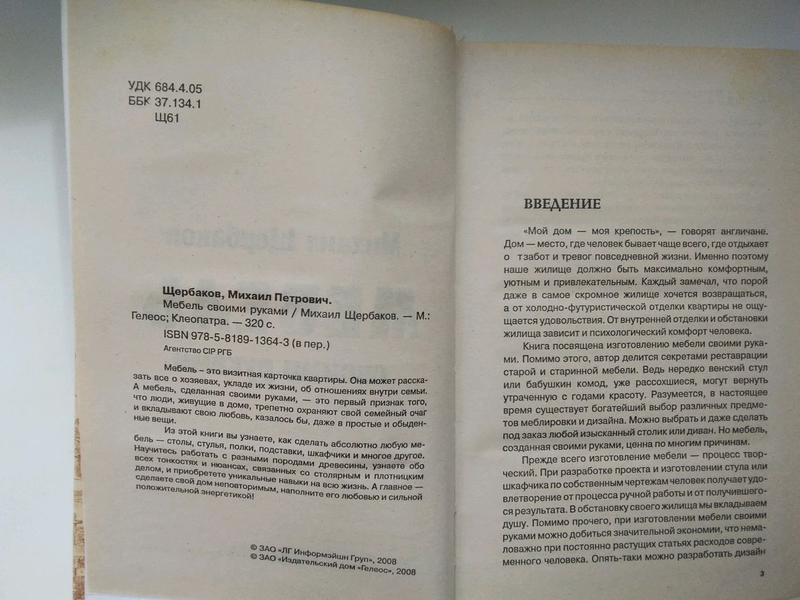 УДК 684.4.05
ББК 37.134.1
Щ61
Щербаков, Михаил Петрович.
Мебель своими руками / Михаил Щербаков. — М.:
Гелеос; Клеопатра. — 320 с.
ISBN 978-5-8189-1364-3 (в пер.)
Агентство CIP РГБ
Мебель – это визитная карточка квартиры. Она может расска-
зать все о хозяевах, укладе их жизни, об отношениях внутри семьи.
А мебель, сделанная своими руками, — это первый признак того,
что люди, живущие в доме, трепетно охраняют свой семейный очаг
и вкладывают свою любовь, казалось бы, даже в простые и обыден-
ные вещи.
Из этой книги вы узнаете, как сделать абсолютно любую ме-
бель — столы, стулья, полки, подставки, шкафчики и многое другое.
Научитесь работать с разными породами древесины, узнаете обо
всех тонкостях и нюансах, связанных со столярным и плотницким
делом, и приобретете уникальные навыки на всю жизнь. А главное —
сделаете свой дом неповторимым, наполните его любовью и сильной
положительной энергетикой!
© ЗАО «ЛГ Информэйшн Груп», 2008
© ЗАО «Издательский дом «Гелеос», 2008
ВВЕДЕНИЕ
«Мой дом — моя крепость», — говорят англичане.
Дом — место, где человек бывает чаще всего, где отдыхает
о тзабот и тревог повседневной жизни. Именно поэтому
наше жилище должно быть максимально комфортным,
уютным и привлекательным. Каждый замечал, что порой
даже в самое скромное жилище хочется возвращаться,
а от холодно-футуристической отделки квартиры не ощу-
щается удовольствия. От внутренней отделки и обстановки
жилища зависит и психологический комфорт человека.
Книга посвящена изготовлению мебели своими рука-
ми. Помимо этого, автор делится секретами реставрации
старой и старинной мебели. Ведь нередко венский стул
или бабушкин комод, уже рассохшиеся, могут вернуть
утраченную с годами красоту. Разумеется, в настоящее
время существует богатейший выбор различных предме-
тов меблировки и дизайна. Можно выбрать и даже сделать
под заказ любой изысканный столик или диван. Но мебель,
созданная своими руками, ценна по многим причинам.
Прежде всего изготовление мебели — процесс твор-
ческий. При разработке проекта и изготовлении стула или
шкафчика по собственным чертежам человек получает удо-
влетворение от процесса ручной работы и от получившего-
ся результата. В обстановку своего жилища мы вкладываем
душу. Помимо прочего, при изготовлении мебели своими
руками можно добиться значительной экономии, что нема-
ловажно при постоянно растущих статьях расходов совре-
менного человека. Опять-таки можно разработать дизайн
3